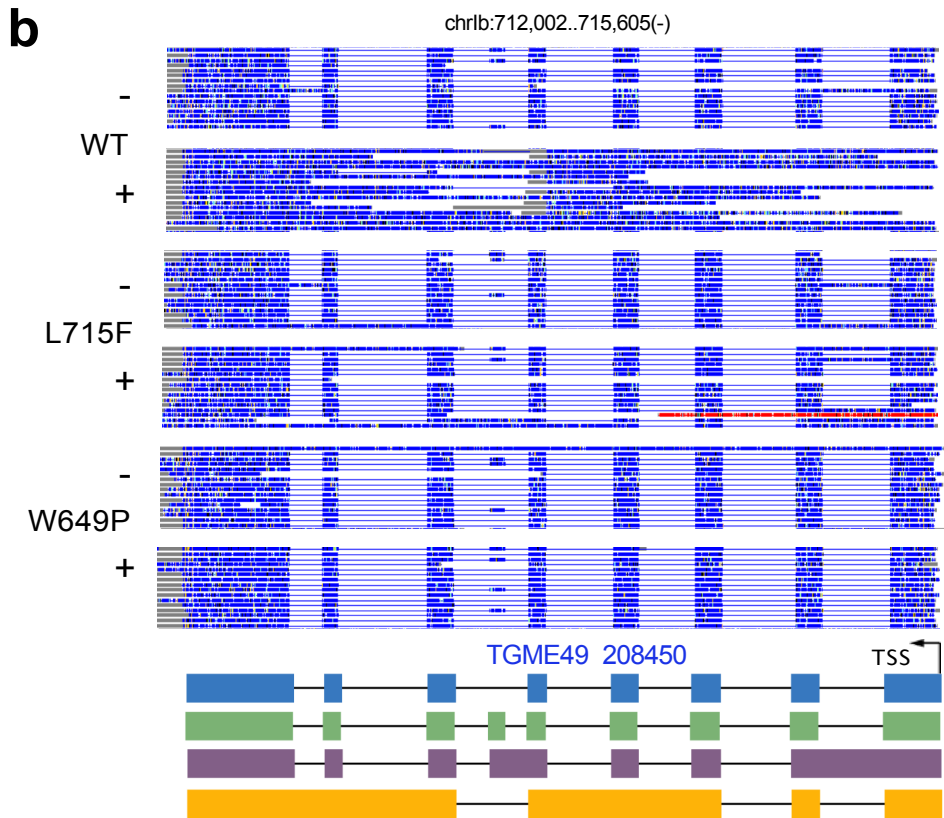 b
chrIb:712,002..715,605(-)
-
WT
+
-
L715F
+
-
W649P
+
TGME49 208450
TSS